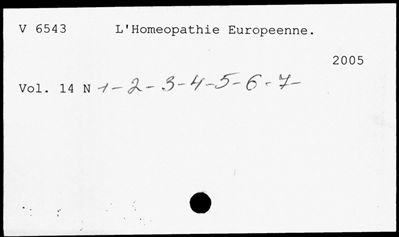 V 6543 L'Homeopathie Europeenne.
2005
Vol. 14 N 1-2-3-4-5-6-7-